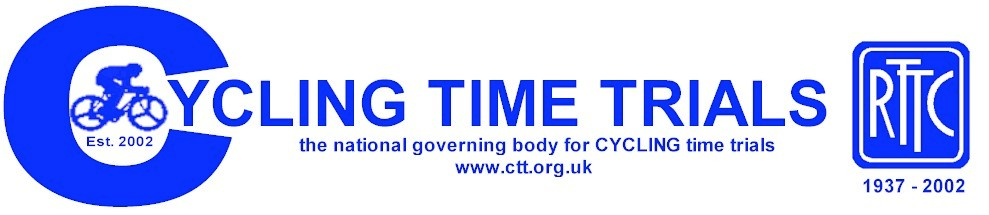 CYCLING TIME TRIALS
Est. 2002
the national governing body for CYCLING time trials
www.ctt.org.uk
RTTC
1937 - 2002